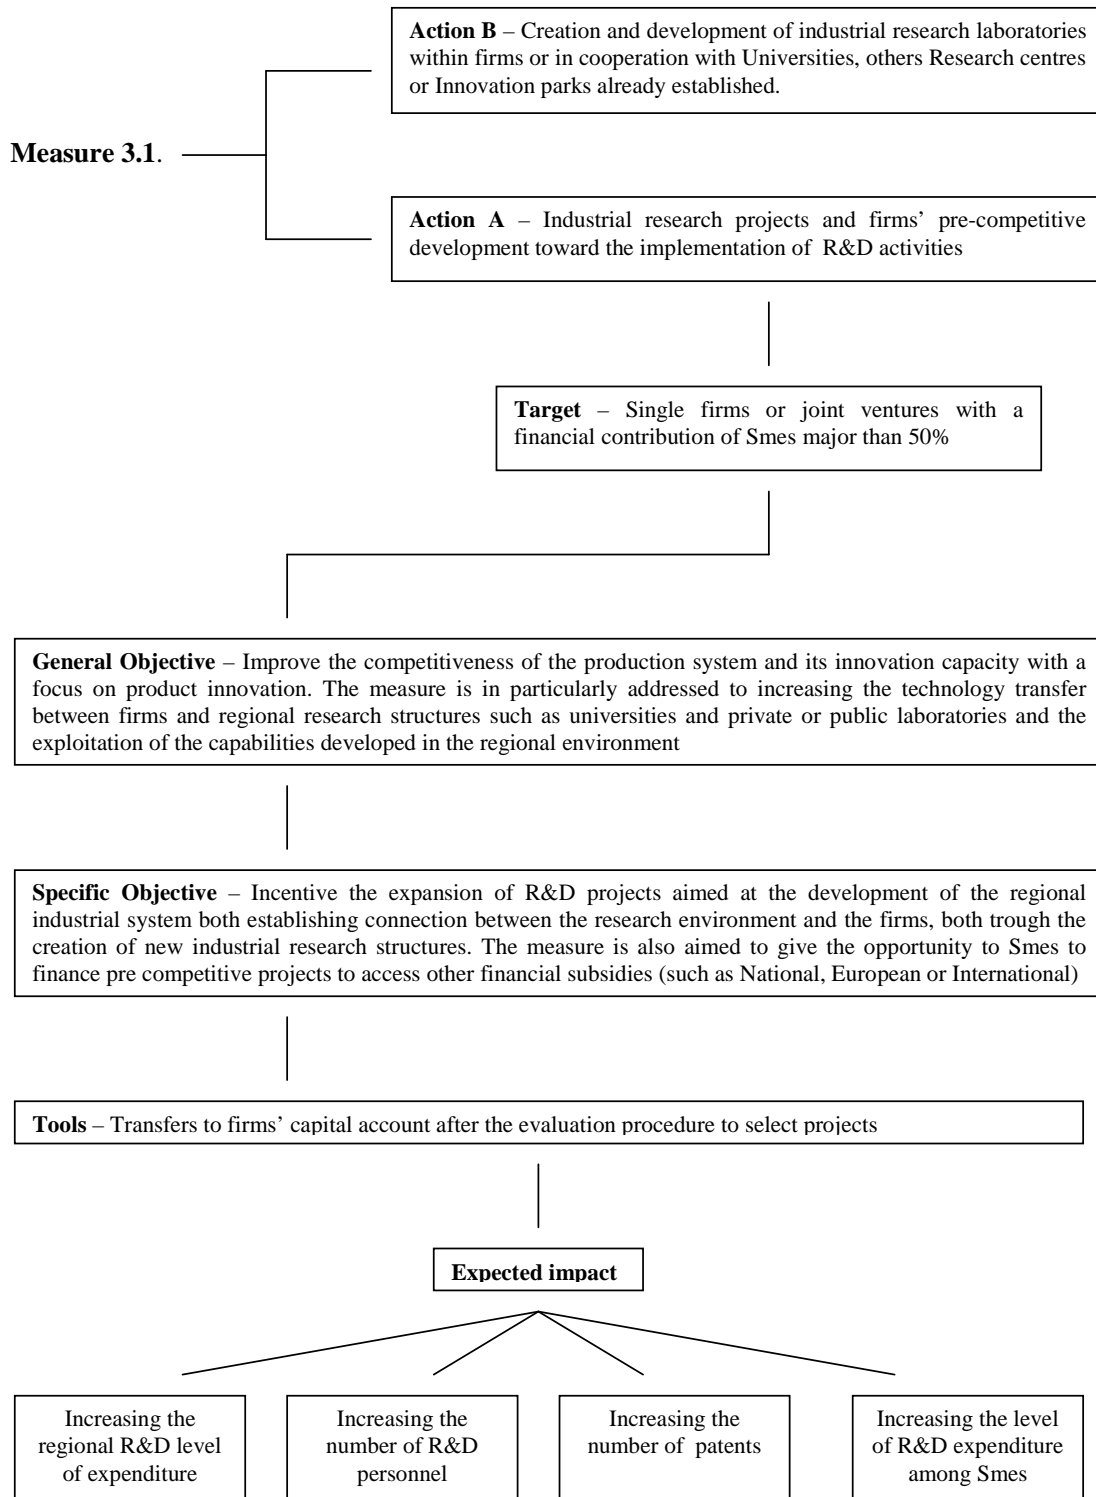 Action B – Creation and development of industrial research laboratories
within firms or in cooperation with Universities, others Research centres
or Innovation parks already established.
Measure 3.1.
Action A – Industrial research projects and firms’ pre-competitive
development toward the implementation of R&D activities
Target – Single firms or joint ventures with a
financial contribution of Smes major than 50%
General Objective – Improve the competitiveness of the production system and its innovation capacity with a
focus on product innovation. The measure is in particularly addressed to increasing the technology transfer
between firms and regional research structures such as universities and private or public laboratories and the
exploitation of the capabilities developed in the regional environment
Specific Objective – Incentive the expansion of R&D projects aimed at the development of the regional
industrial system both establishing connection between the research environment and the firms, both trough the
creation of new industrial research structures. The measure is also aimed to give the opportunity to Smes to
finance pre competitive projects to access other financial subsidies (such as National, European or International)
Tools – Transfers to firms’ capital account after the evaluation procedure to select projects
Expected impact
Increasing the
regional R&D level
of expenditure
Increasing the
number of R&D
personnel
Increasing the
number of patents
Increasing the level
of R&D expenditure
among Smes